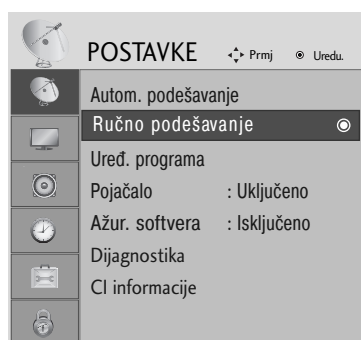 POSTAVKE Prmj Uredu.
Autom. podešavanje
Ručno podešavanje
Uređ. programa
Pojačalo : Uključeno
Ažur. softvera : Isključeno
Dijagnostika
CI informacije